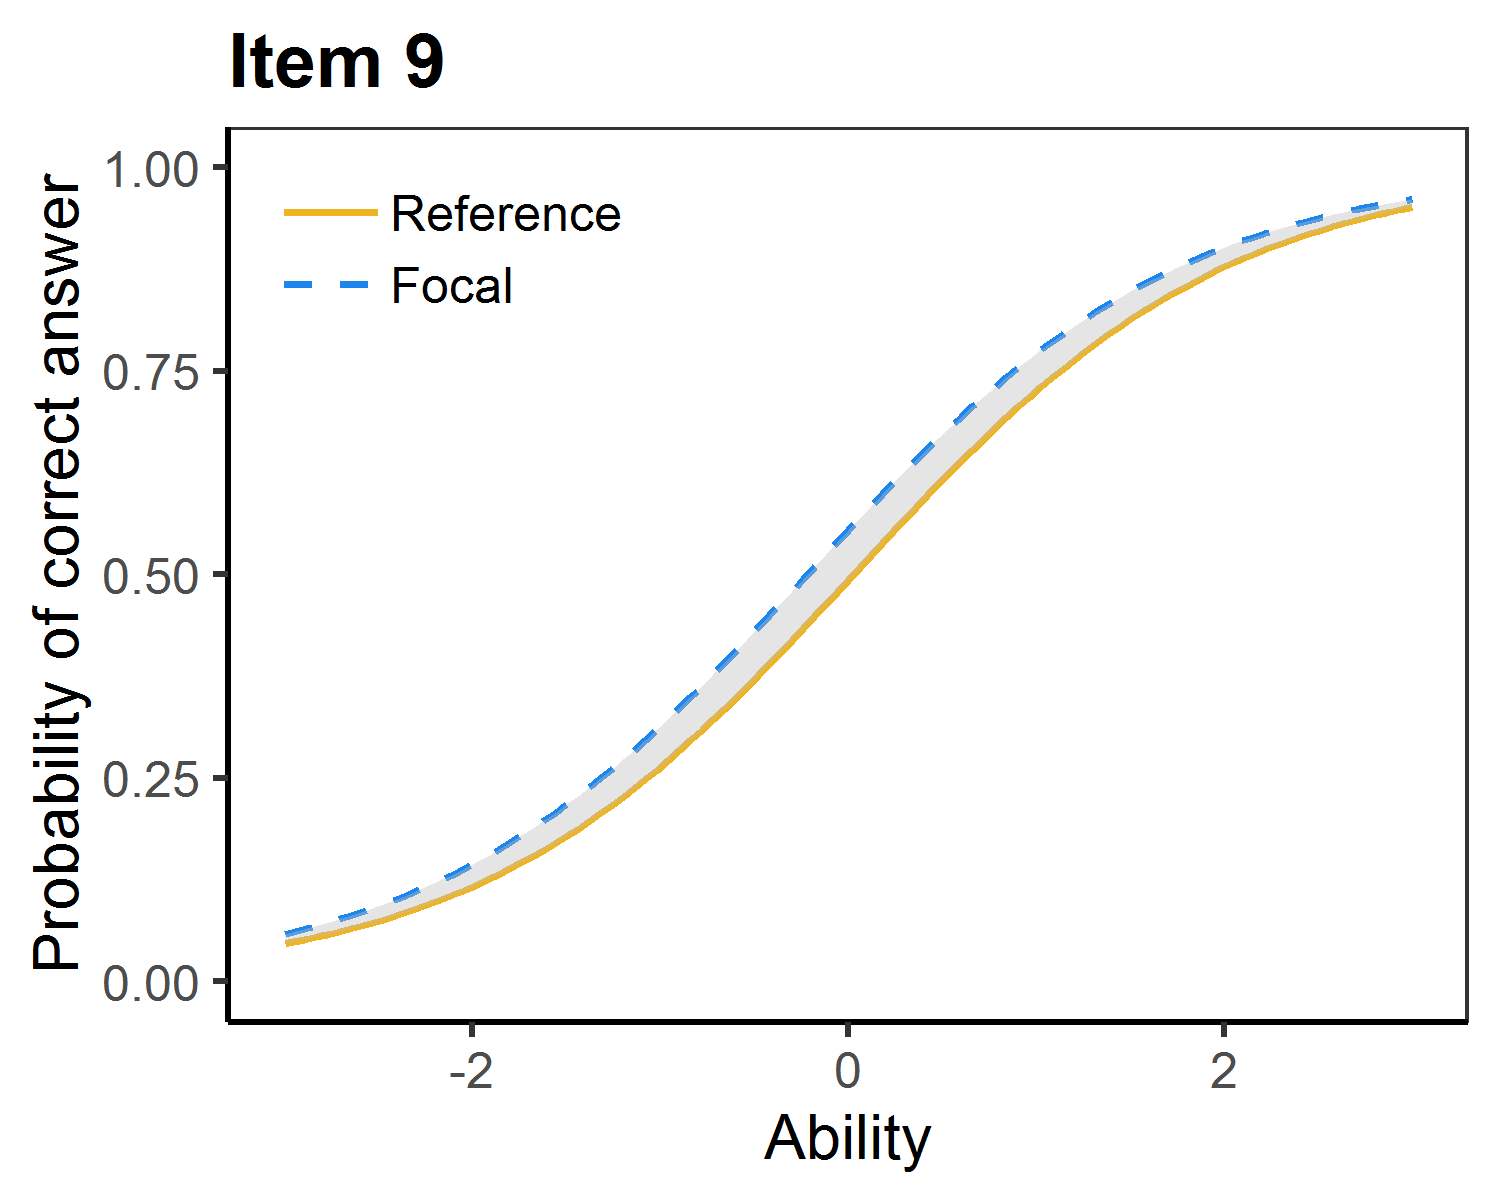 Item 9
Probability of correct answer
1.00
0.75
0.50
0.25
0.00
Reference
Focal
-2
0
2
Ability